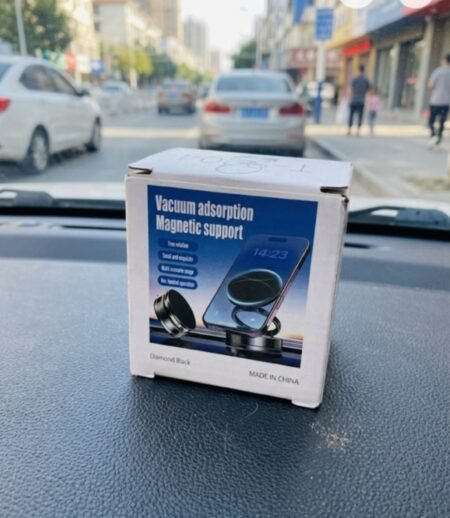 Vacuum adsorption
Magnetic support
Free rotation
Small and exquisite
Multi scenario usage
One handed operation
14:23
Diamond Black
MADE IN CHINA